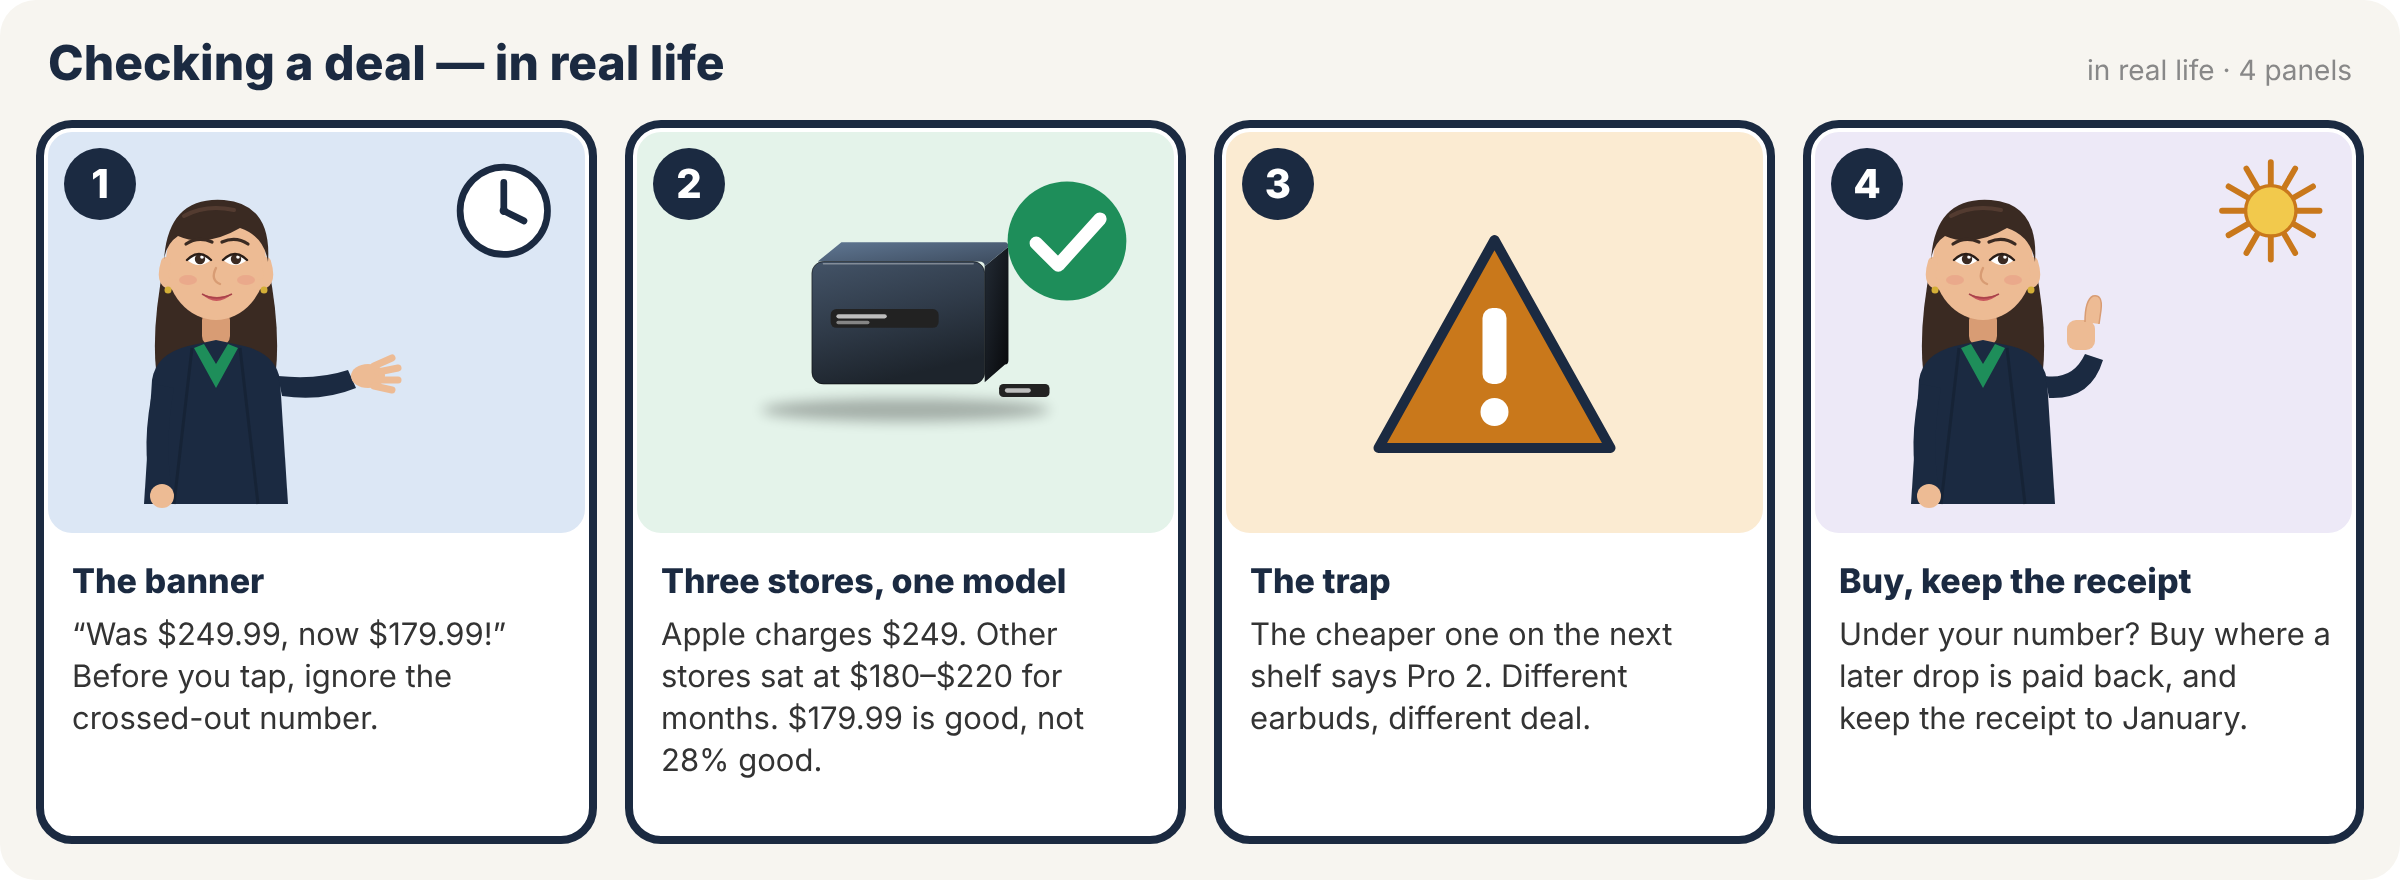 Checking a deal — in real life
in real life · 4 panels
1
The banner
“Was $249.99, now $179.99!”
Before you tap, ignore the
crossed-out number.
2
Three stores, one model
Apple charges $249. Other
stores sat at $180–$220 for
months. $179.99 is good, not
28% good.
3
The trap
The cheaper one on the next
shelf says Pro 2. Different
earbuds, different deal.
4
Buy, keep the receipt
Under your number? Buy where a
later drop is paid back, and
keep the receipt to January.